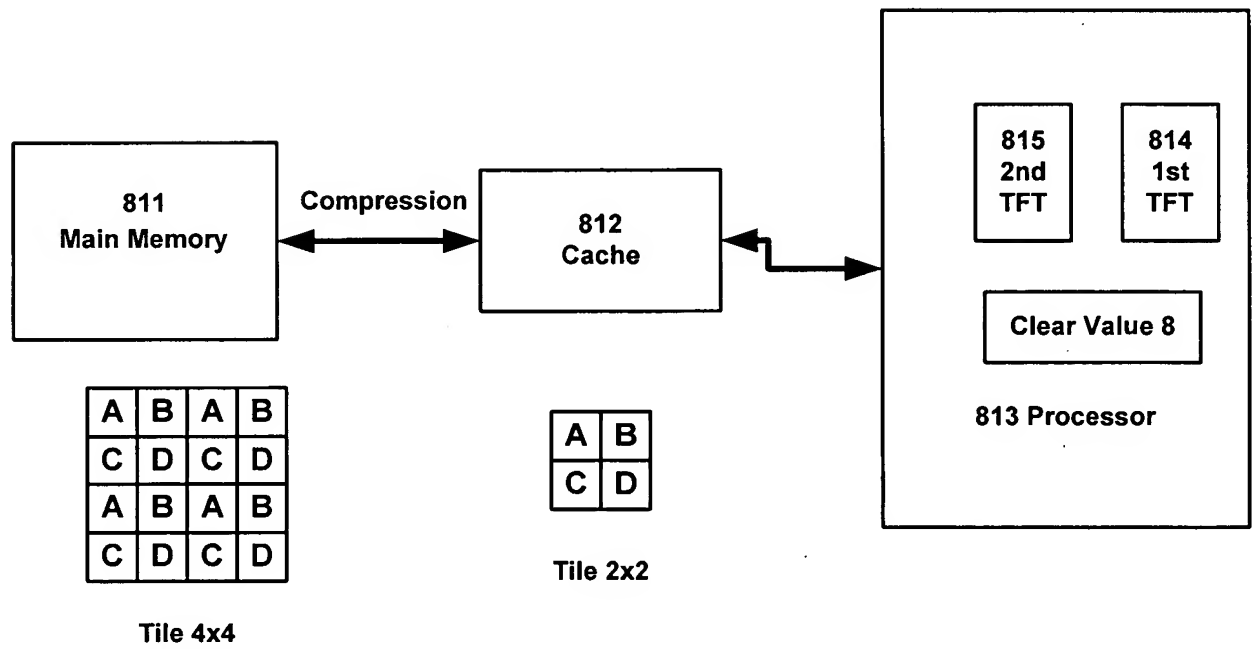 811
Main Memory
Compression
812
Cache
815
2nd
TFT
814
1st
TFT
Clear Value 8
813 Processor
A B A B
C D C D
A B A B
C D C D
Tile 4x4
A B
C D
Tile 2x2